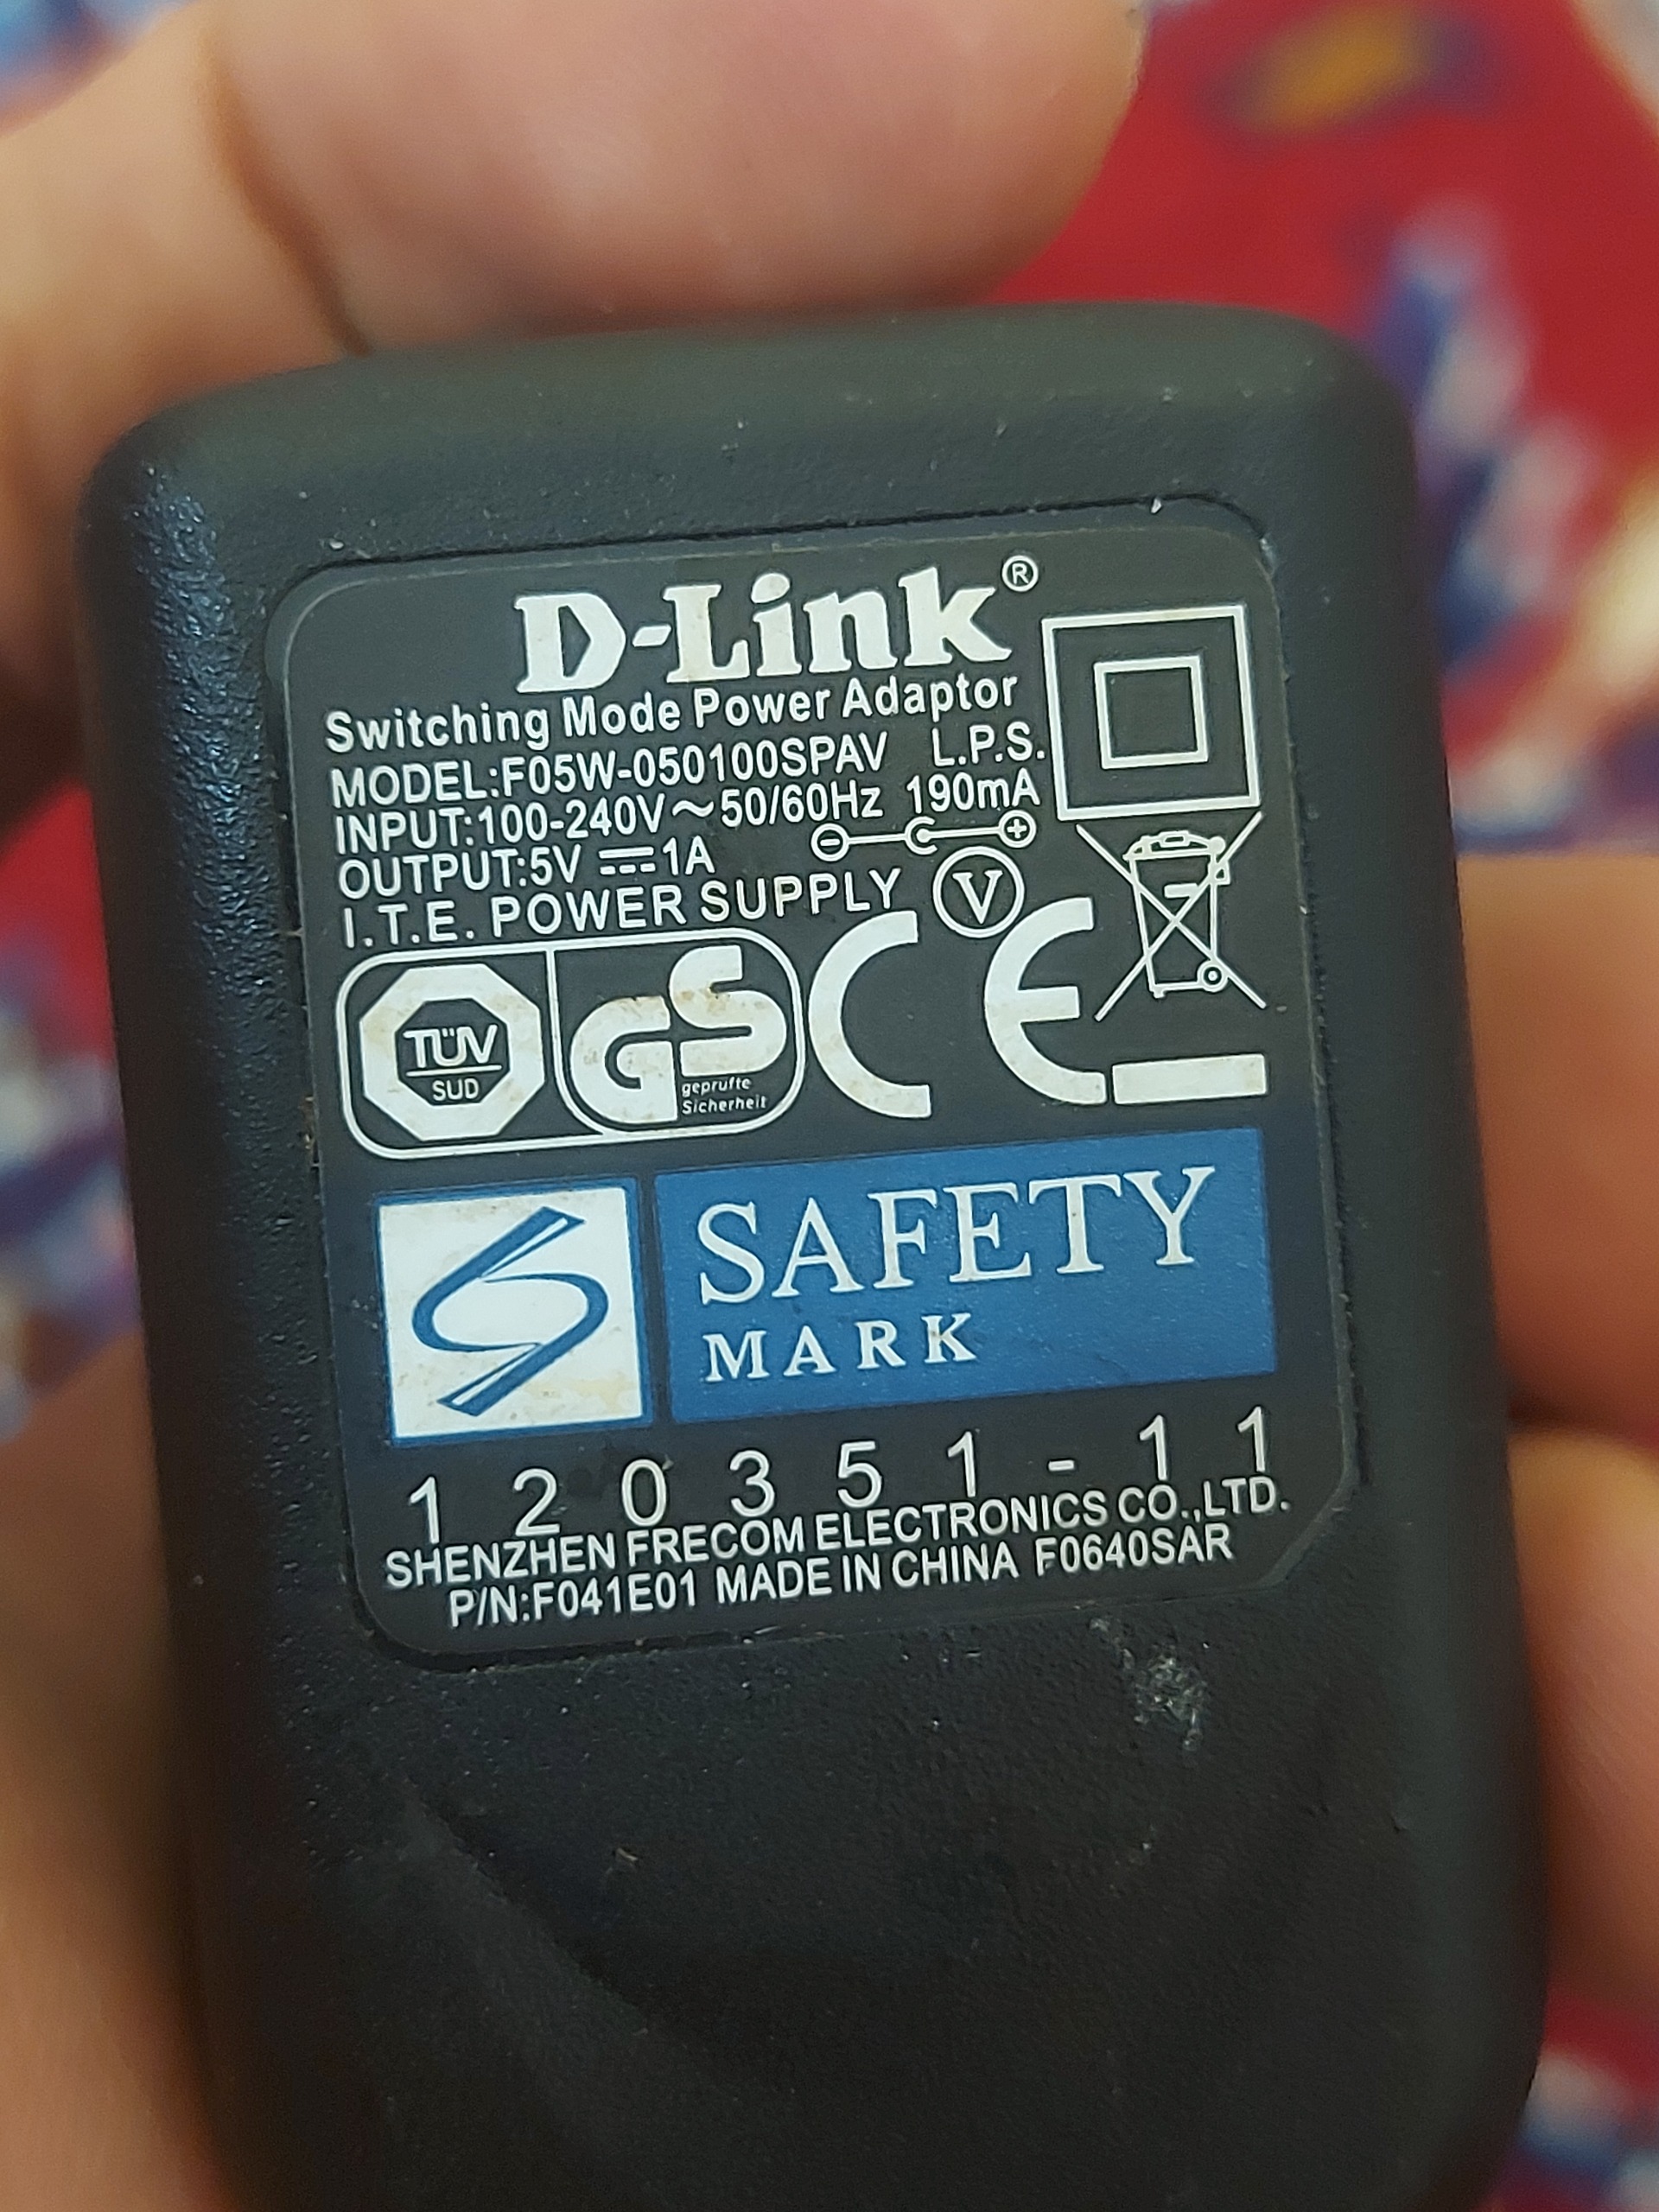 D-Link®
Switching Mode Power Adaptor
MODEL:F05W-050100SPAV L.P.S.
INPUT:100-240V~50/60Hz 190mA
OUTPUT:5V ⎓1A
I.T.E. POWER SUPPLY V
TÜV
SUD
GS
geprufte
Sicherheit
CE
SAFETY
MARK
120351-11
SHENZHEN FRECOM ELECTRONICS CO.,LTD.
P/N:F041E01 MADE IN CHINA F0640SAR